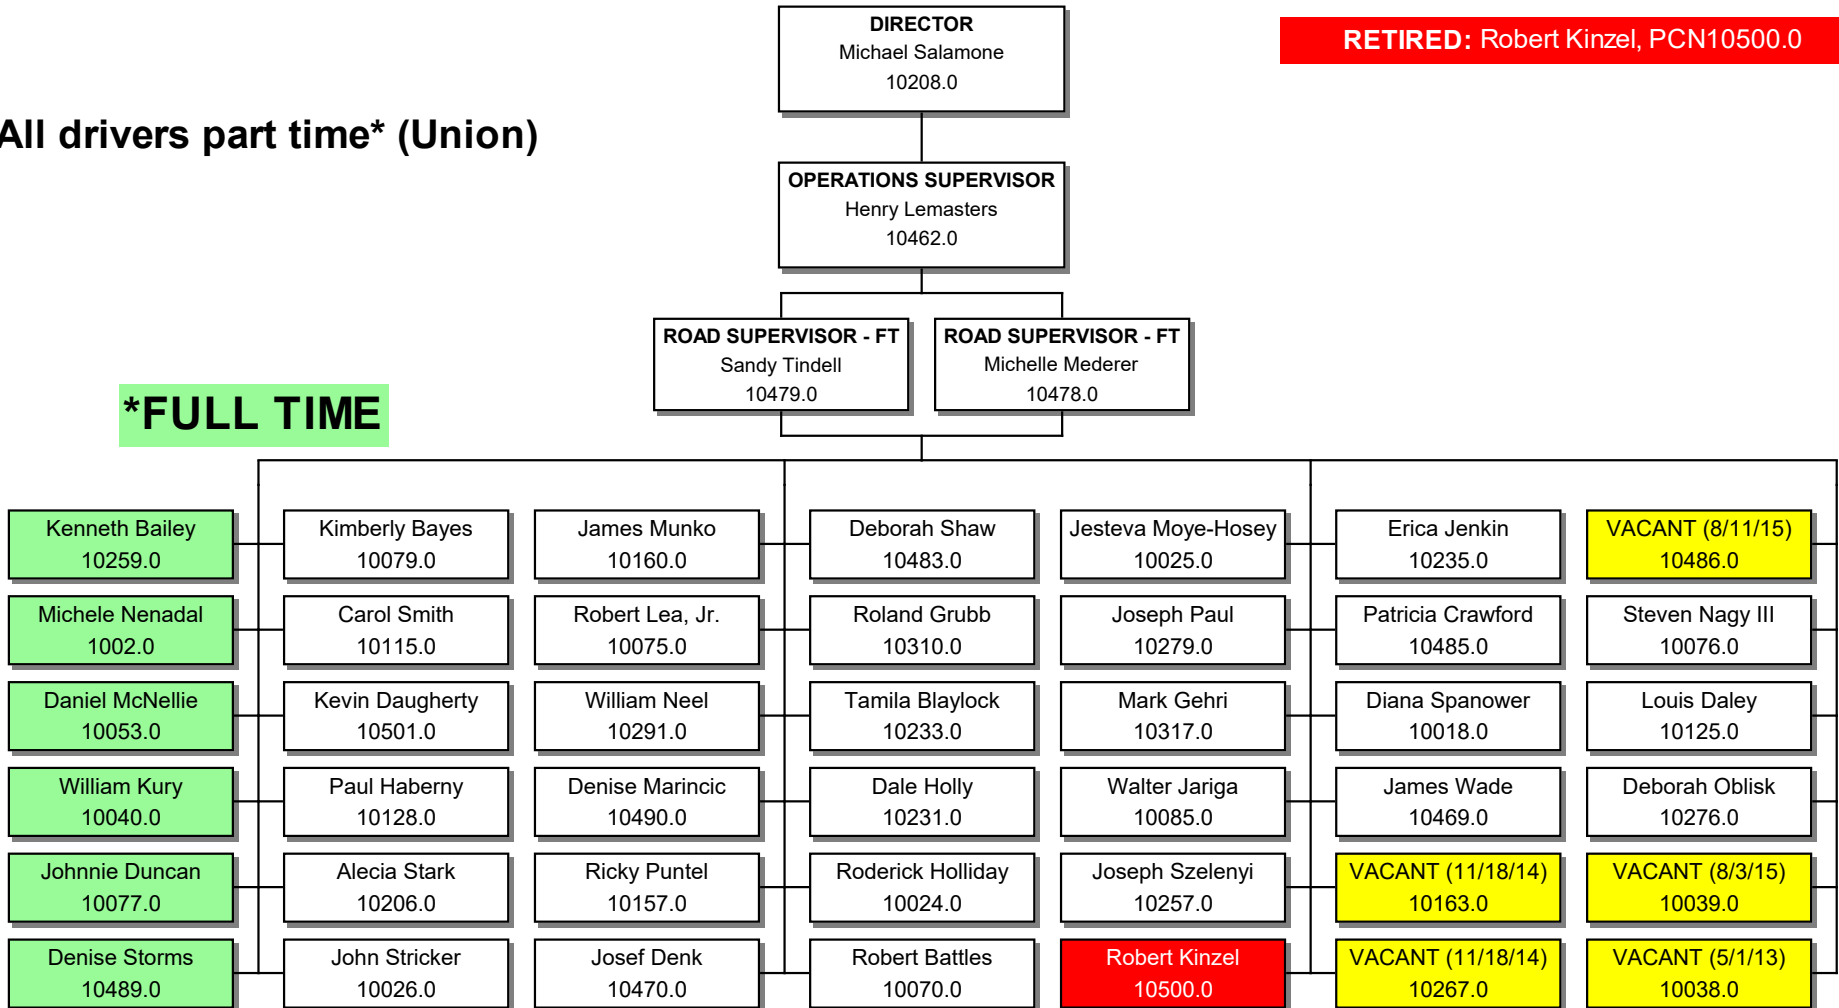 DIRECTOR
Michael Salamone
10208.0
RETIRED: Robert Kinzel, PCN10500.0
All drivers part time* (Union)
OPERATIONS SUPERVISOR
Henry Lemasters
10462.0
ROAD SUPERVISOR - FT
Sandy Tindell
10479.0
ROAD SUPERVISOR - FT
Michelle Mederer
10478.0
*FULL TIME
Kenneth Bailey
10259.0
Kimberly Bayes
10079.0
James Munko
10160.0
Deborah Shaw
10483.0
Jesteva Moye-Hosey
10025.0
Erica Jenkin
10235.0
VACANT (8/11/15)
10486.0
Michele Nenadal
1002.0
Carol Smith
10115.0
Robert Lea, Jr.
10075.0
Roland Grubb
10310.0
Joseph Paul
10279.0
Patricia Crawford
10485.0
Steven Nagy III
10076.0
Daniel McNellie
10053.0
Kevin Daugherty
10501.0
William Neel
10291.0
Tamila Blaylock
10233.0
Mark Gehri
10317.0
Diana Spanower
10018.0
Louis Daley
10125.0
William Kury
10040.0
Paul Haberny
10128.0
Denise Marincic
10490.0
Dale Holly
10231.0
Walter Jariga
10085.0
James Wade
10469.0
Deborah Oblisk
10276.0
Johnnie Duncan
10077.0
Alecia Stark
10206.0
Ricky Puntel
10157.0
Roderick Holliday
10024.0
Joseph Szelenyi
10257.0
VACANT (11/18/14)
10163.0
VACANT (8/3/15)
10039.0
Denise Storms
10489.0
John Stricker
10026.0
Josef Denk
10470.0
Robert Battles
10070.0
Robert Kinzel
10500.0
VACANT (11/18/14)
10267.0
VACANT (5/1/13)
10038.0